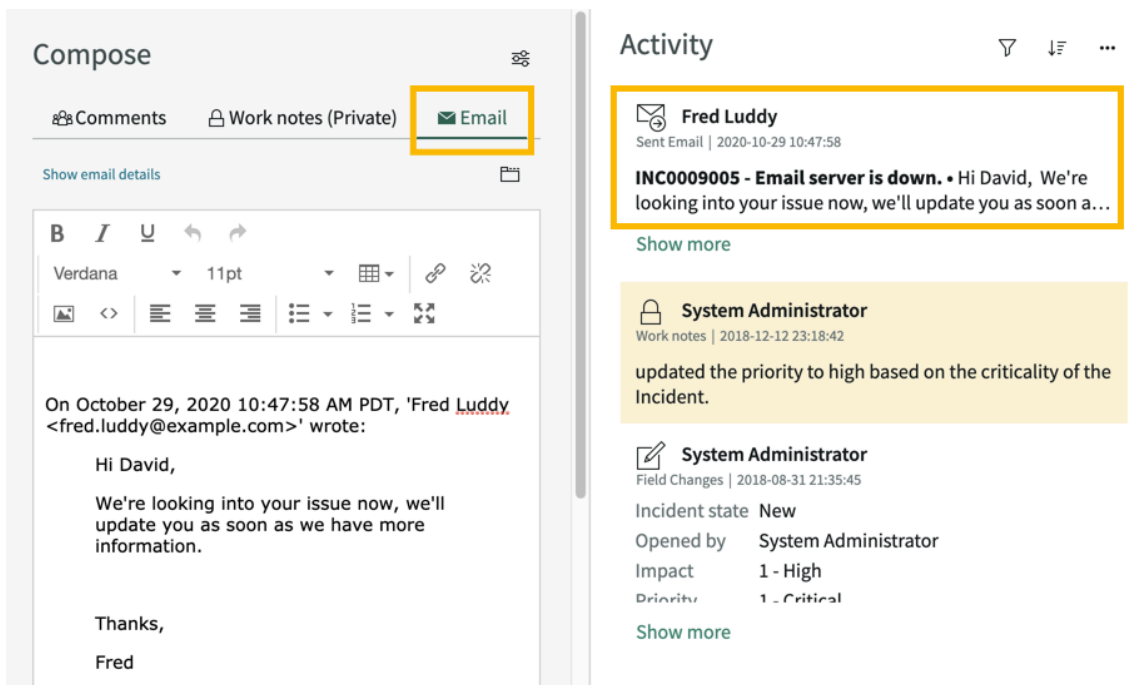 Compose
Comments
Work notes (Private)
Email
Show email details
B I U
Verdana 11pt
On October 29, 2020 10:47:58 AM PDT, 'Fred Luddy
<fred.luddy@example.com>' wrote:
Hi David,
We're looking into your issue now, we'll
update you as soon as we have more
information.
Thanks,
Fred
Activity
Fred Luddy
Sent Email | 2020-10-29 10:47:58
INC0009005 - Email server is down. • Hi David, We're
looking into your issue now, we'll update you as soon a...
Show more
System Administrator
Work notes | 2018-12-12 23:18:42
updated the priority to high based on the criticality of the
Incident.
System Administrator
Field Changes | 2018-08-31 21:35:45
Incident state New
Opened by System Administrator
Impact 1 - High
Priority 1 - Critical
Show more